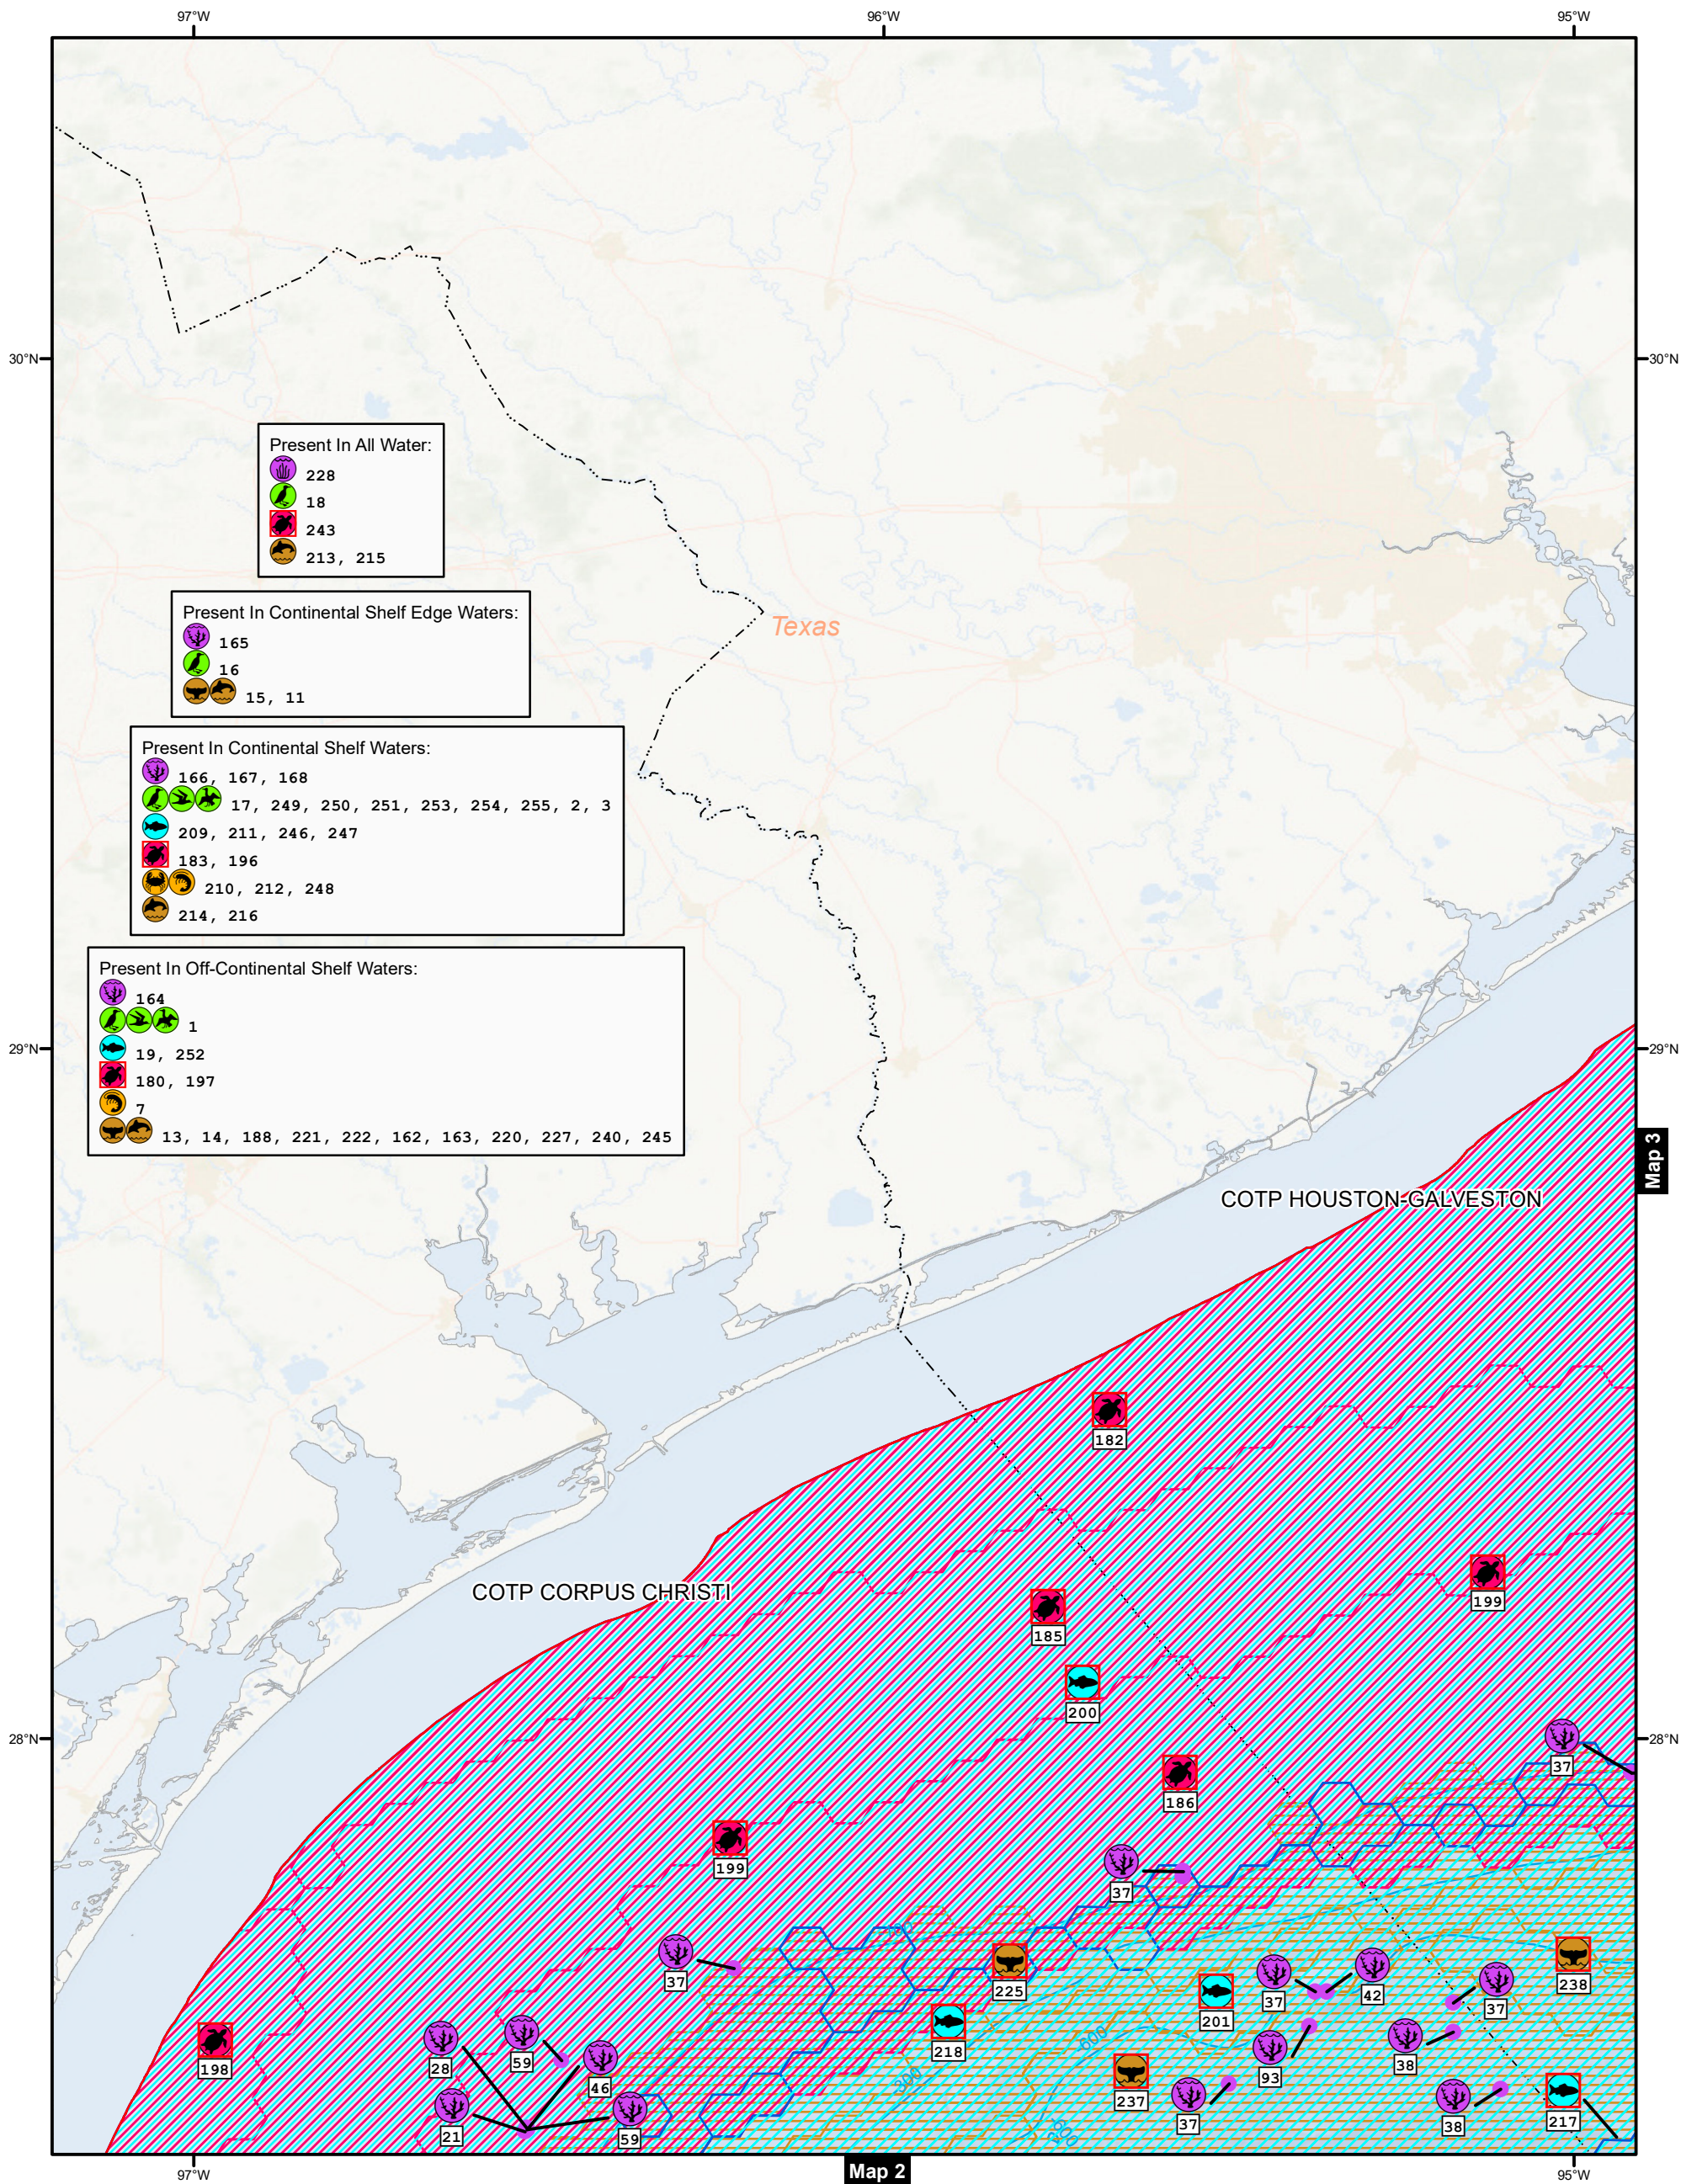 97°W
96°W
95°W
30°N
30°N
Present In All Water:
228
18
243
213, 215
Present In Continental Shelf Edge Waters:
165
16
15, 11
Texas
Present In Continental Shelf Waters:
166, 167, 168
17, 249, 250, 251, 253, 254, 255, 2, 3
209, 211, 246, 247
183, 196
210, 212, 248
214, 216
Present In Off-Continental Shelf Waters:
164
1
19, 252
180, 197
7
13, 14, 188, 221, 222, 162, 163, 220, 227, 240, 245
29°N
29°N
Map 3
COTP HOUSTON-GALVESTON
182
COTP CORPUS CHRISTI
199
185
200
28°N
28°N
37
186
199
37
37
225
201
37
42
37
238
198
28
59
46
218
600
300
237
93
38
21
59
37
38
217
600
97°W
Map 2
95°W